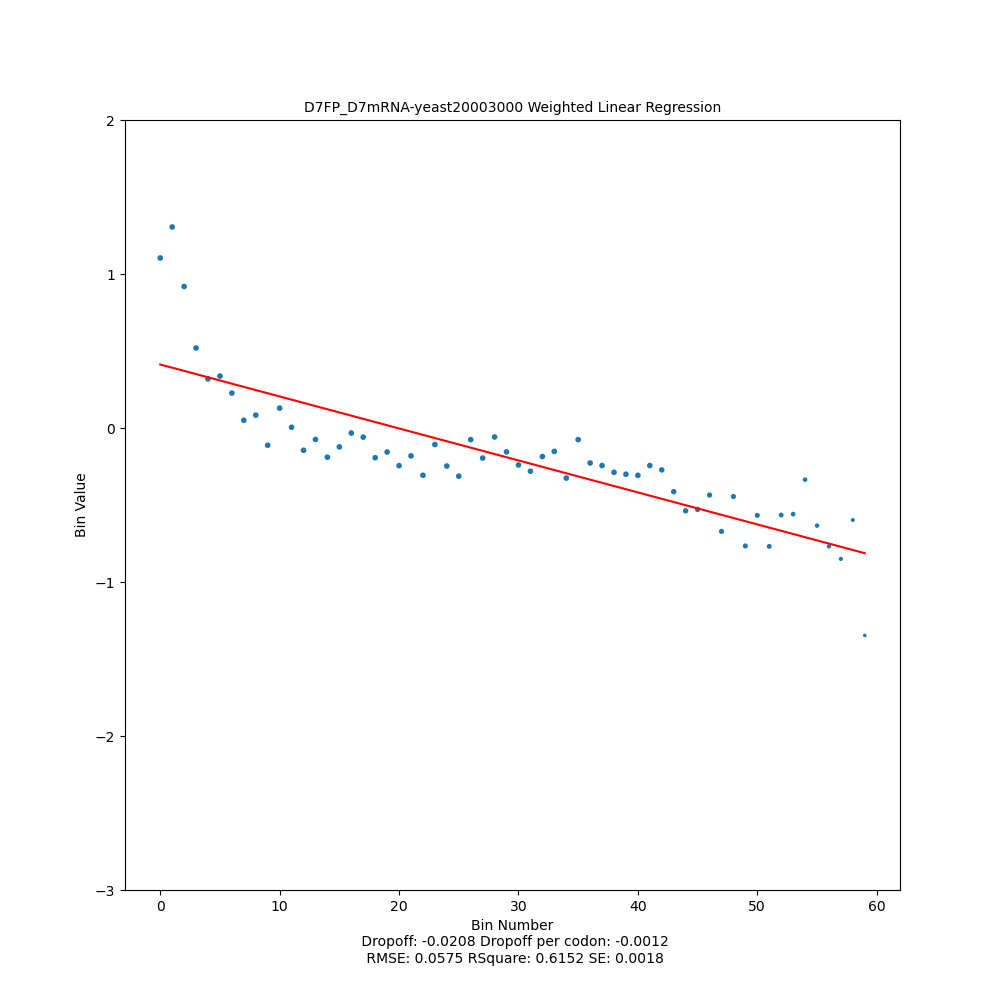 D7FP_D7mRNA-yeast20003000 Weighted Linear Regression
2
1
0
−1
−2
−3
Bin Value
0 10 20 30 40 50 60
Bin Number
Dropoff: -0.0208 Dropoff per codon: -0.0012
RMSE: 0.0575 RSquare: 0.6152 SE: 0.0018